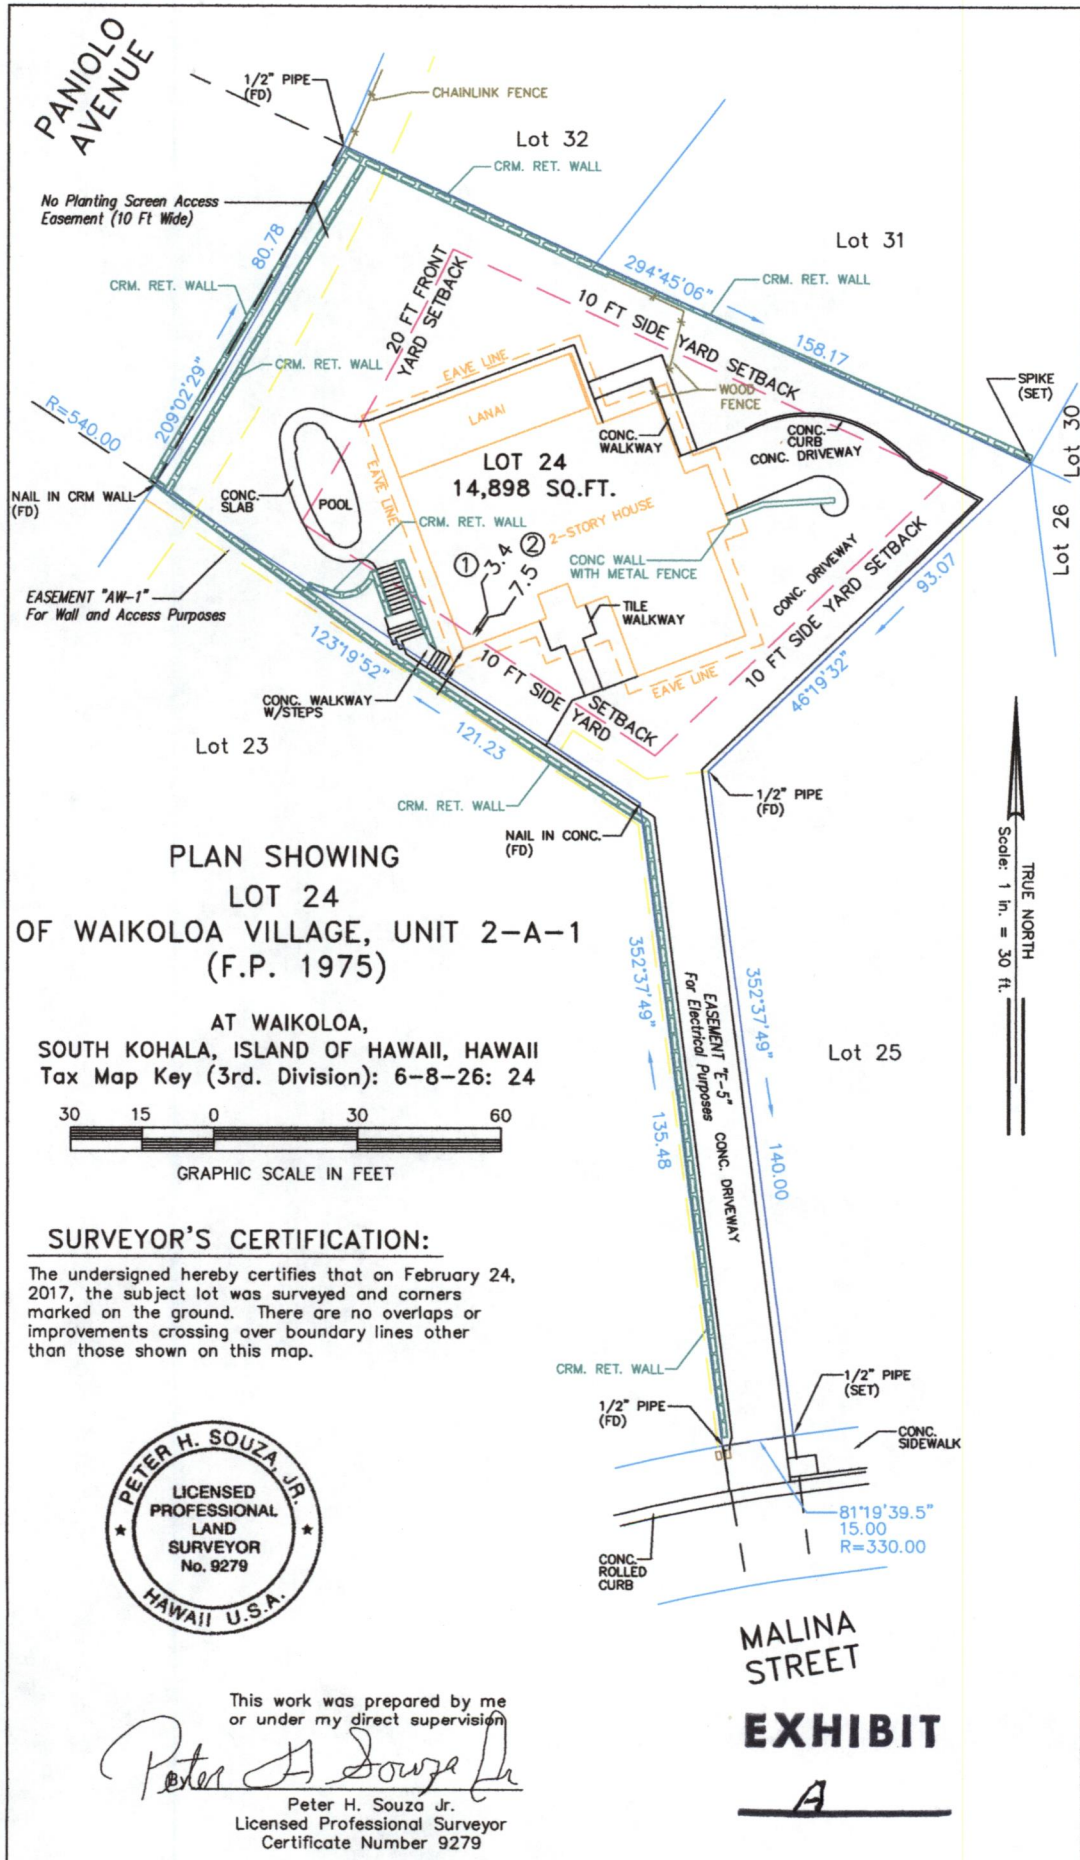 PANIOLO
AVENUE
1/2" PIPE
(FD)
CHAINLINK FENCE
Lot 32
CRM. RET. WALL
No Planting Screen Access
Easement (10 Ft Wide)
80.78
CRM. RET. WALL
20 FT FRONT
YARD SETBACK
294°45'06"
Lot 31
CRM. RET. WALL
10 FT SIDE YARD SETBACK
158.17
CRM. RET. WALL
EAVE LINE
209°02'29"
R=540.00
LANAI
WOOD
FENCE
SPIKE
(SET)
Lot 30
Lot 26
CONC.
WALKWAY
CONC.
CURB
CONC. DRIVEWAY
LOT 24
14,898 SQ.FT.
EAVE LINE
NAIL IN CRM WALL
(FD)
CONC.
SLAB
POOL
CRM. RET. WALL
2-STORY HOUSE
1
3.4
2
7.5
CONC WALL
WITH METAL FENCE
CONC. DRIVEWAY
10 FT SIDE YARD SETBACK
93.07
46°19'32"
EASEMENT "AW-1"
For Wall and Access Purposes
TILE
WALKWAY
123°19'52"
10 FT SIDE YARD
SETBACK
EAVE LINE
CONC. WALKWAY
W/STEPS
121.23
Lot 23
CRM. RET. WALL
1/2" PIPE
(FD)
NAIL IN CONC.
(FD)
TRUE NORTH
Scale: 1 in. = 30 ft.
PLAN SHOWING
LOT 24
OF WAIKOLOA VILLAGE, UNIT 2-A-1
(F.P. 1975)
AT WAIKOLOA,
SOUTH KOHALA, ISLAND OF HAWAII, HAWAII
Tax Map Key (3rd. Division): 6-8-26: 24
30 15 0 30 60
GRAPHIC SCALE IN FEET
352°37'49"
135.48
EASEMENT "E-5"
For Electrical Purposes
CONC. DRIVEWAY
352°37'49"
140.00
Lot 25
SURVEYOR'S CERTIFICATION:
The undersigned hereby certifies that on February 24,
2017, the subject lot was surveyed and corners
marked on the ground. There are no overlaps or
improvements crossing over boundary lines other
than those shown on this map.
CRM. RET. WALL
1/2" PIPE
(FD)
1/2" PIPE
(SET)
CONC.
SIDEWALK
81°19'39.5"
15.00
R=330.00
CONC.
ROLLED
CURB
PETER H. SOUZA, JR.
LICENSED
PROFESSIONAL
LAND
SURVEYOR
No. 9279
HAWAII U.S.A.
MALINA
STREET
This work was prepared by me
or under my direct supervision
By:
Peter H Souza Jr
Peter H. Souza Jr.
Licensed Professional Surveyor
Certificate Number 9279
EXHIBIT
A